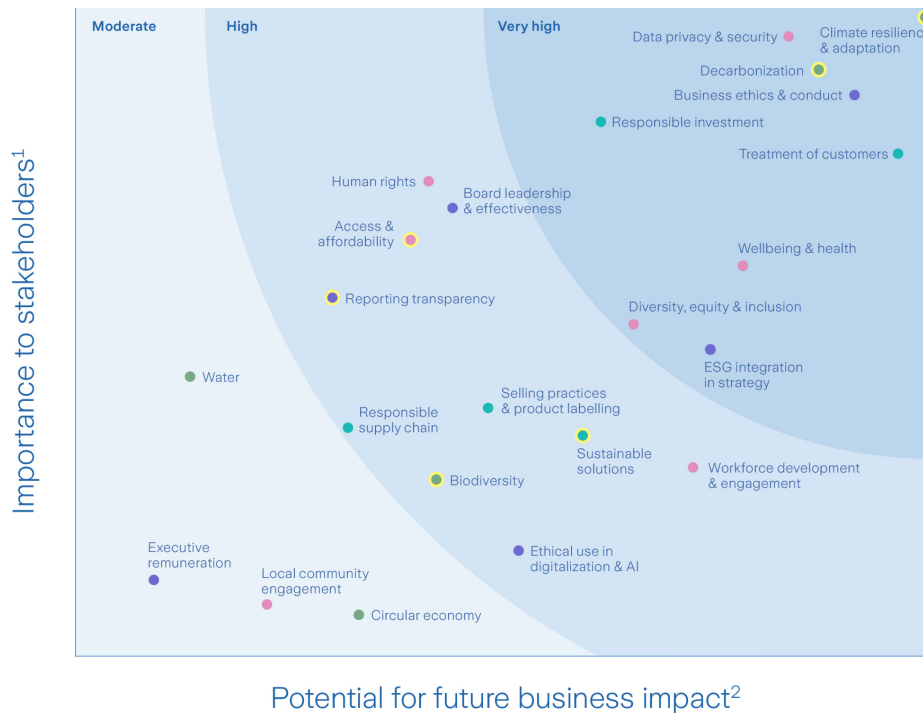 Moderate
High
Very high
Data privacy & security
Climate resilienc
& adaptation
Decarbonization
Business ethics & conduct
Responsible investment
Treatment of customers
Human rights
Board leadership
& effectiveness
Access &
affordability
Wellbeing & health
Reporting transparency
Diversity, equity & inclusion
ESG integration
in strategy
Water
Selling practices
& product labelling
Responsible
supply chain
Sustainable
solutions
Workforce development
& engagement
Biodiversity
Executive
remuneration
Ethical use in
digitalization & AI
Local community
engagement
Circular economy
Importance to stakeholders1
Potential for future business impact2